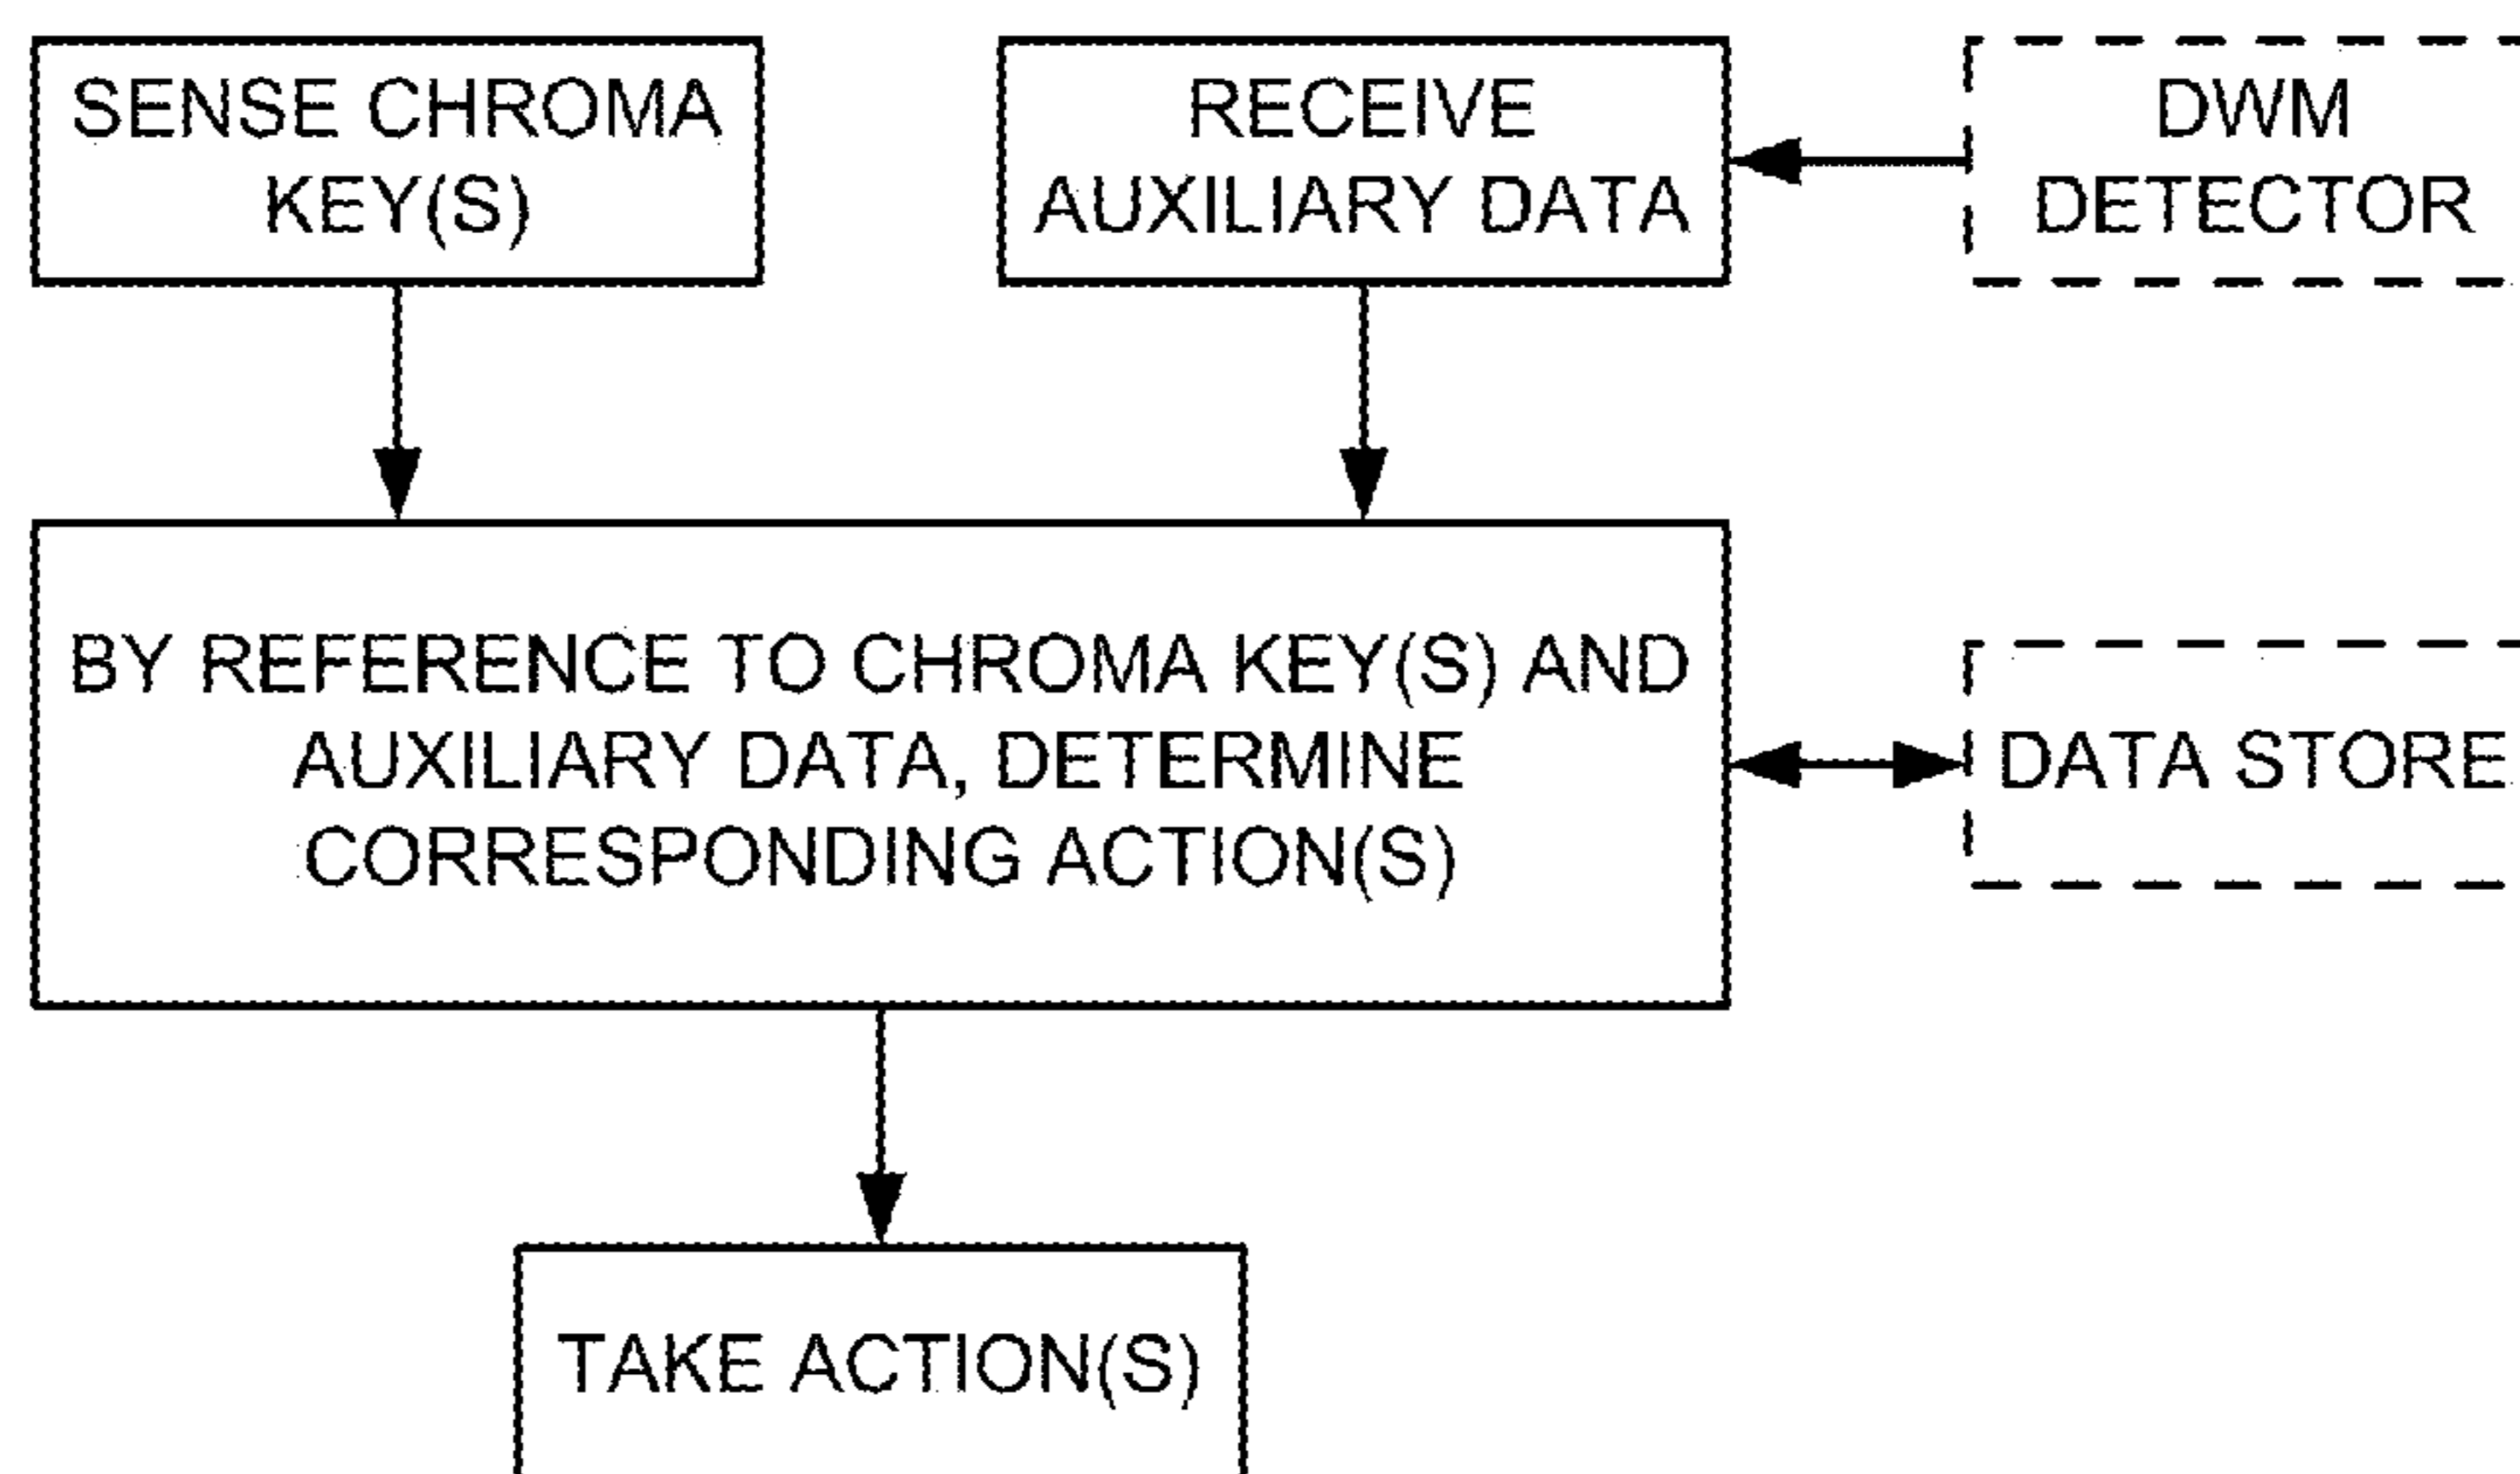 SENSE CHROMA
KEY(S)
RECEIVE
AUXILIARY DATA
DWM
DETECTOR
BY REFERENCE TO CHROMA KEY(S) AND
AUXILIARY DATA, DETERMINE
CORRESPONDING ACTION(S)
DATA STORE
TAKE ACTION(S)